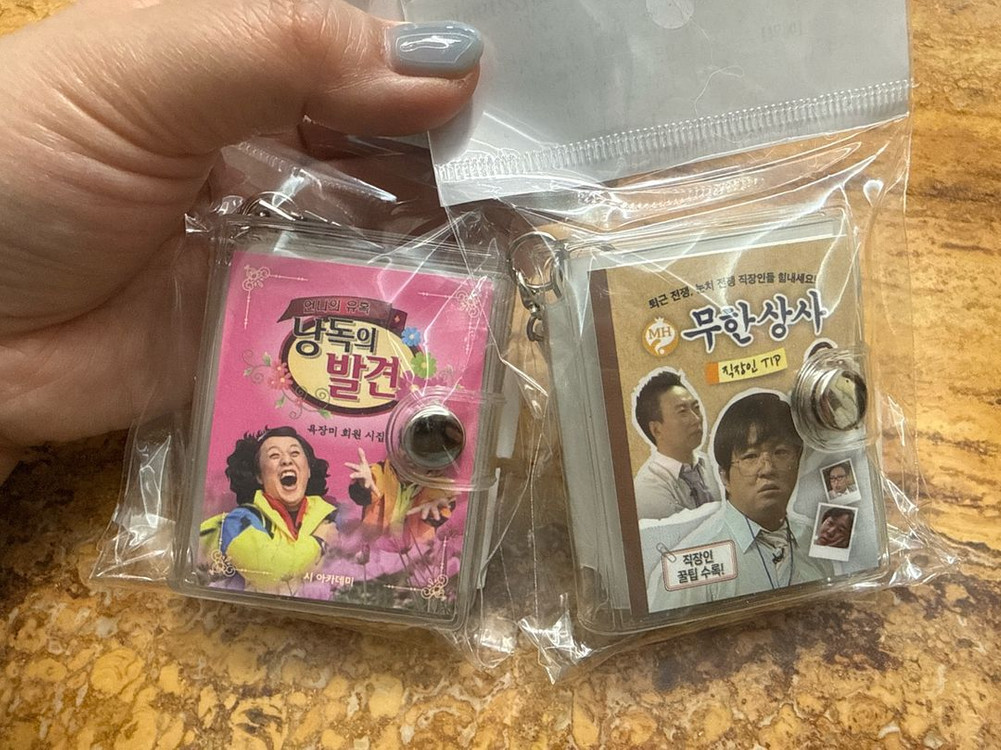 언니의 유혹
낭독의
발견
육장미 회원 시집
시 아카데미
퇴근 전쟁, 눈치 전쟁 직장인들 힘내세요!
MH
무한상사
직장인 TIP
직장인
꿀팁 수록!